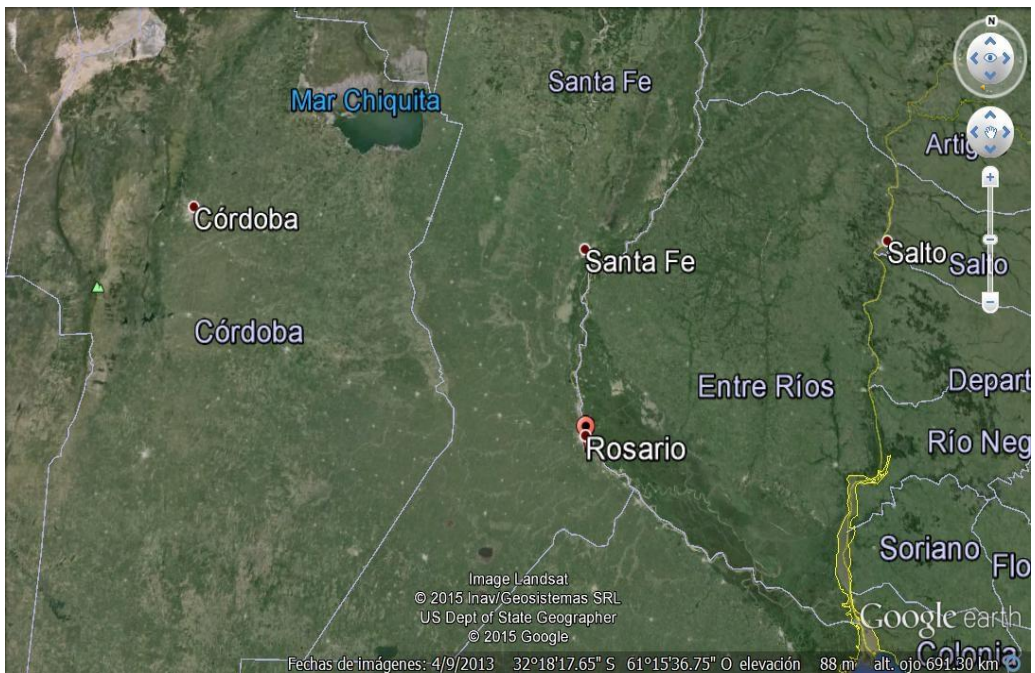 N
Santa Fe
Mar Chiquita
Artig
Córdoba
Santa Fe
Salto
Salto
Córdoba
Entre Ríos
Depart
Rosario
Río Neg
Soriano
Flo
Image Landsat
© 2015 Inav/Geosistemas SRL
US Dept of State Geographer
© 2015 Google
Google earth
Colonia
Fechas de imágenes: 4/9/2013 32°18'17.65" S 61°15'36.75" O elevación 88 m alt. ojo 691.30 km